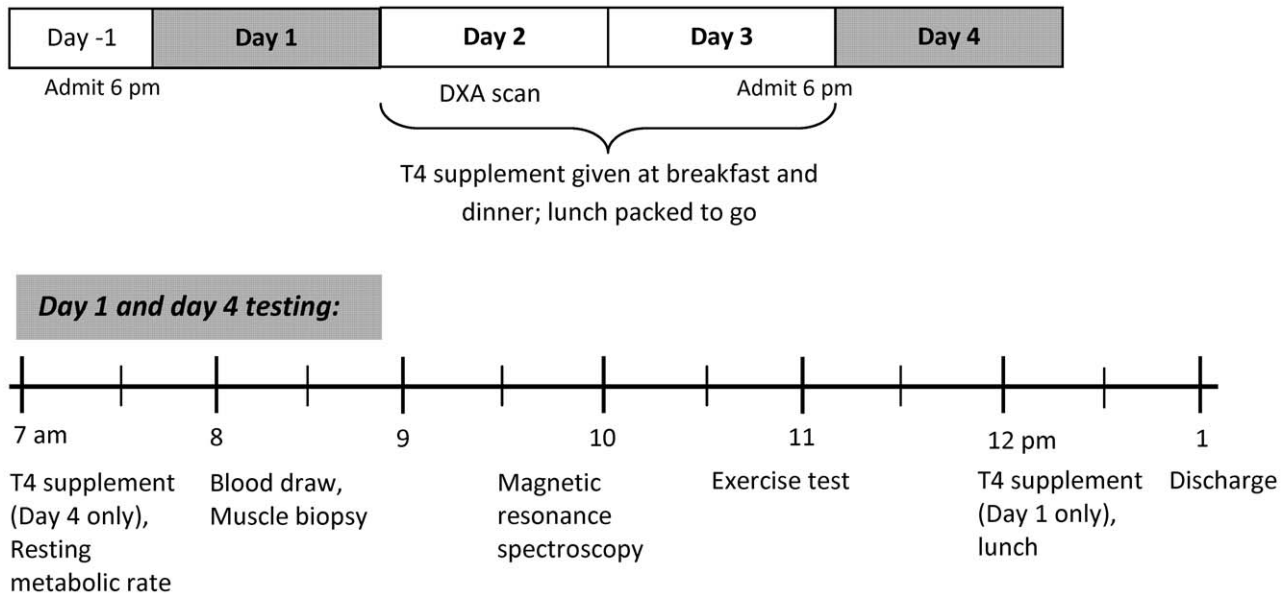 Day -1
Day 1
Day 2
Day 3
Day 4
Admit 6 pm
DXA scan
Admit 6 pm
T4 supplement given at breakfast and
dinner; lunch packed to go
Day 1 and day 4 testing:
7 am
8
9
10
11
12 pm
1
T4 supplement
(Day 4 only),
Resting
metabolic rate
Blood draw,
Muscle biopsy
Magnetic
resonance
spectroscopy
Exercise test
T4 supplement
(Day 1 only),
lunch
Discharge